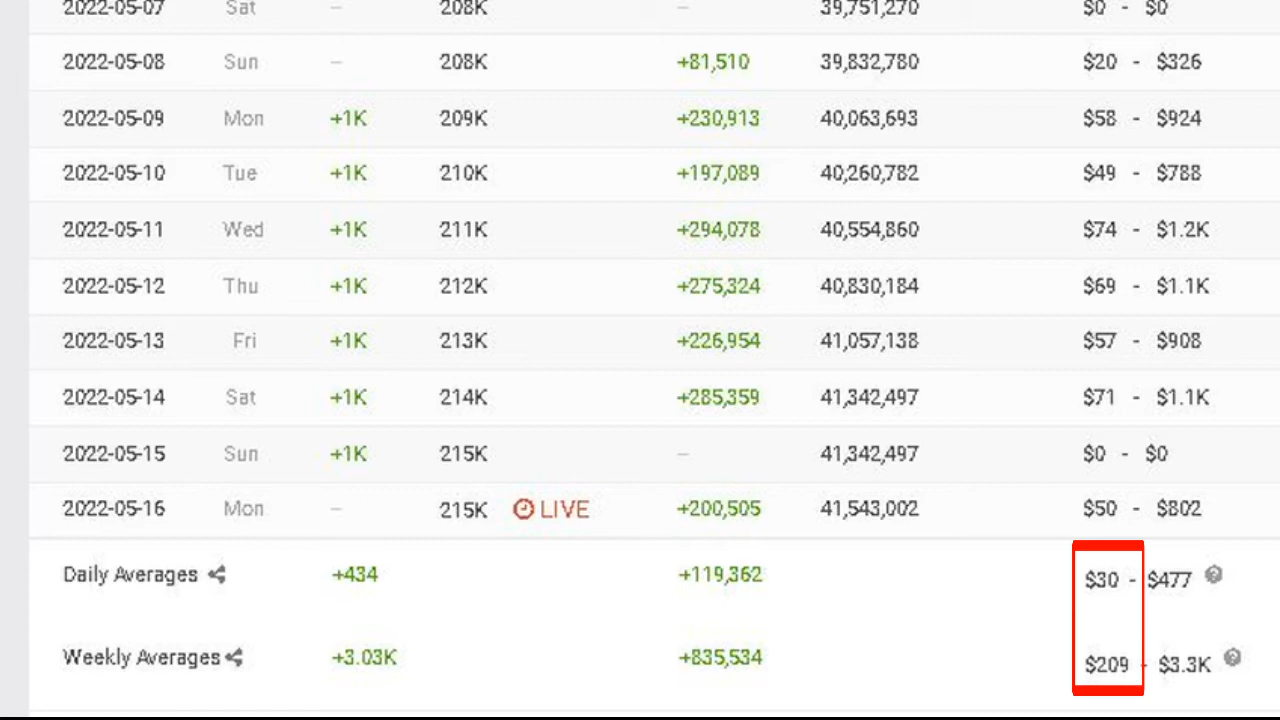 2022-05-07 Sat – 208K – 39,751,270 $0 - $0
2022-05-08 Sun – 208K +81,510 39,832,780 $20 - $326
2022-05-09 Mon +1K 209K +230,913 40,063,693 $58 - $924
2022-05-10 Tue +1K 210K +197,089 40,260,782 $49 - $788
2022-05-11 Wed +1K 211K +294,078 40,554,860 $74 - $1.2K
2022-05-12 Thu +1K 212K +275,324 40,830,184 $69 - $1.1K
2022-05-13 Fri +1K 213K +226,954 41,057,138 $57 - $908
2022-05-14 Sat +1K 214K +285,359 41,342,497 $71 - $1.1K
2022-05-15 Sun +1K 215K – 41,342,497 $0 - $0
2022-05-16 Mon – 215K LIVE +200,505 41,543,002 $50 - $802
Daily Averages +434 +119,362 $30 - $477
Weekly Averages +3.03K +835,534 $209 - $3.3K